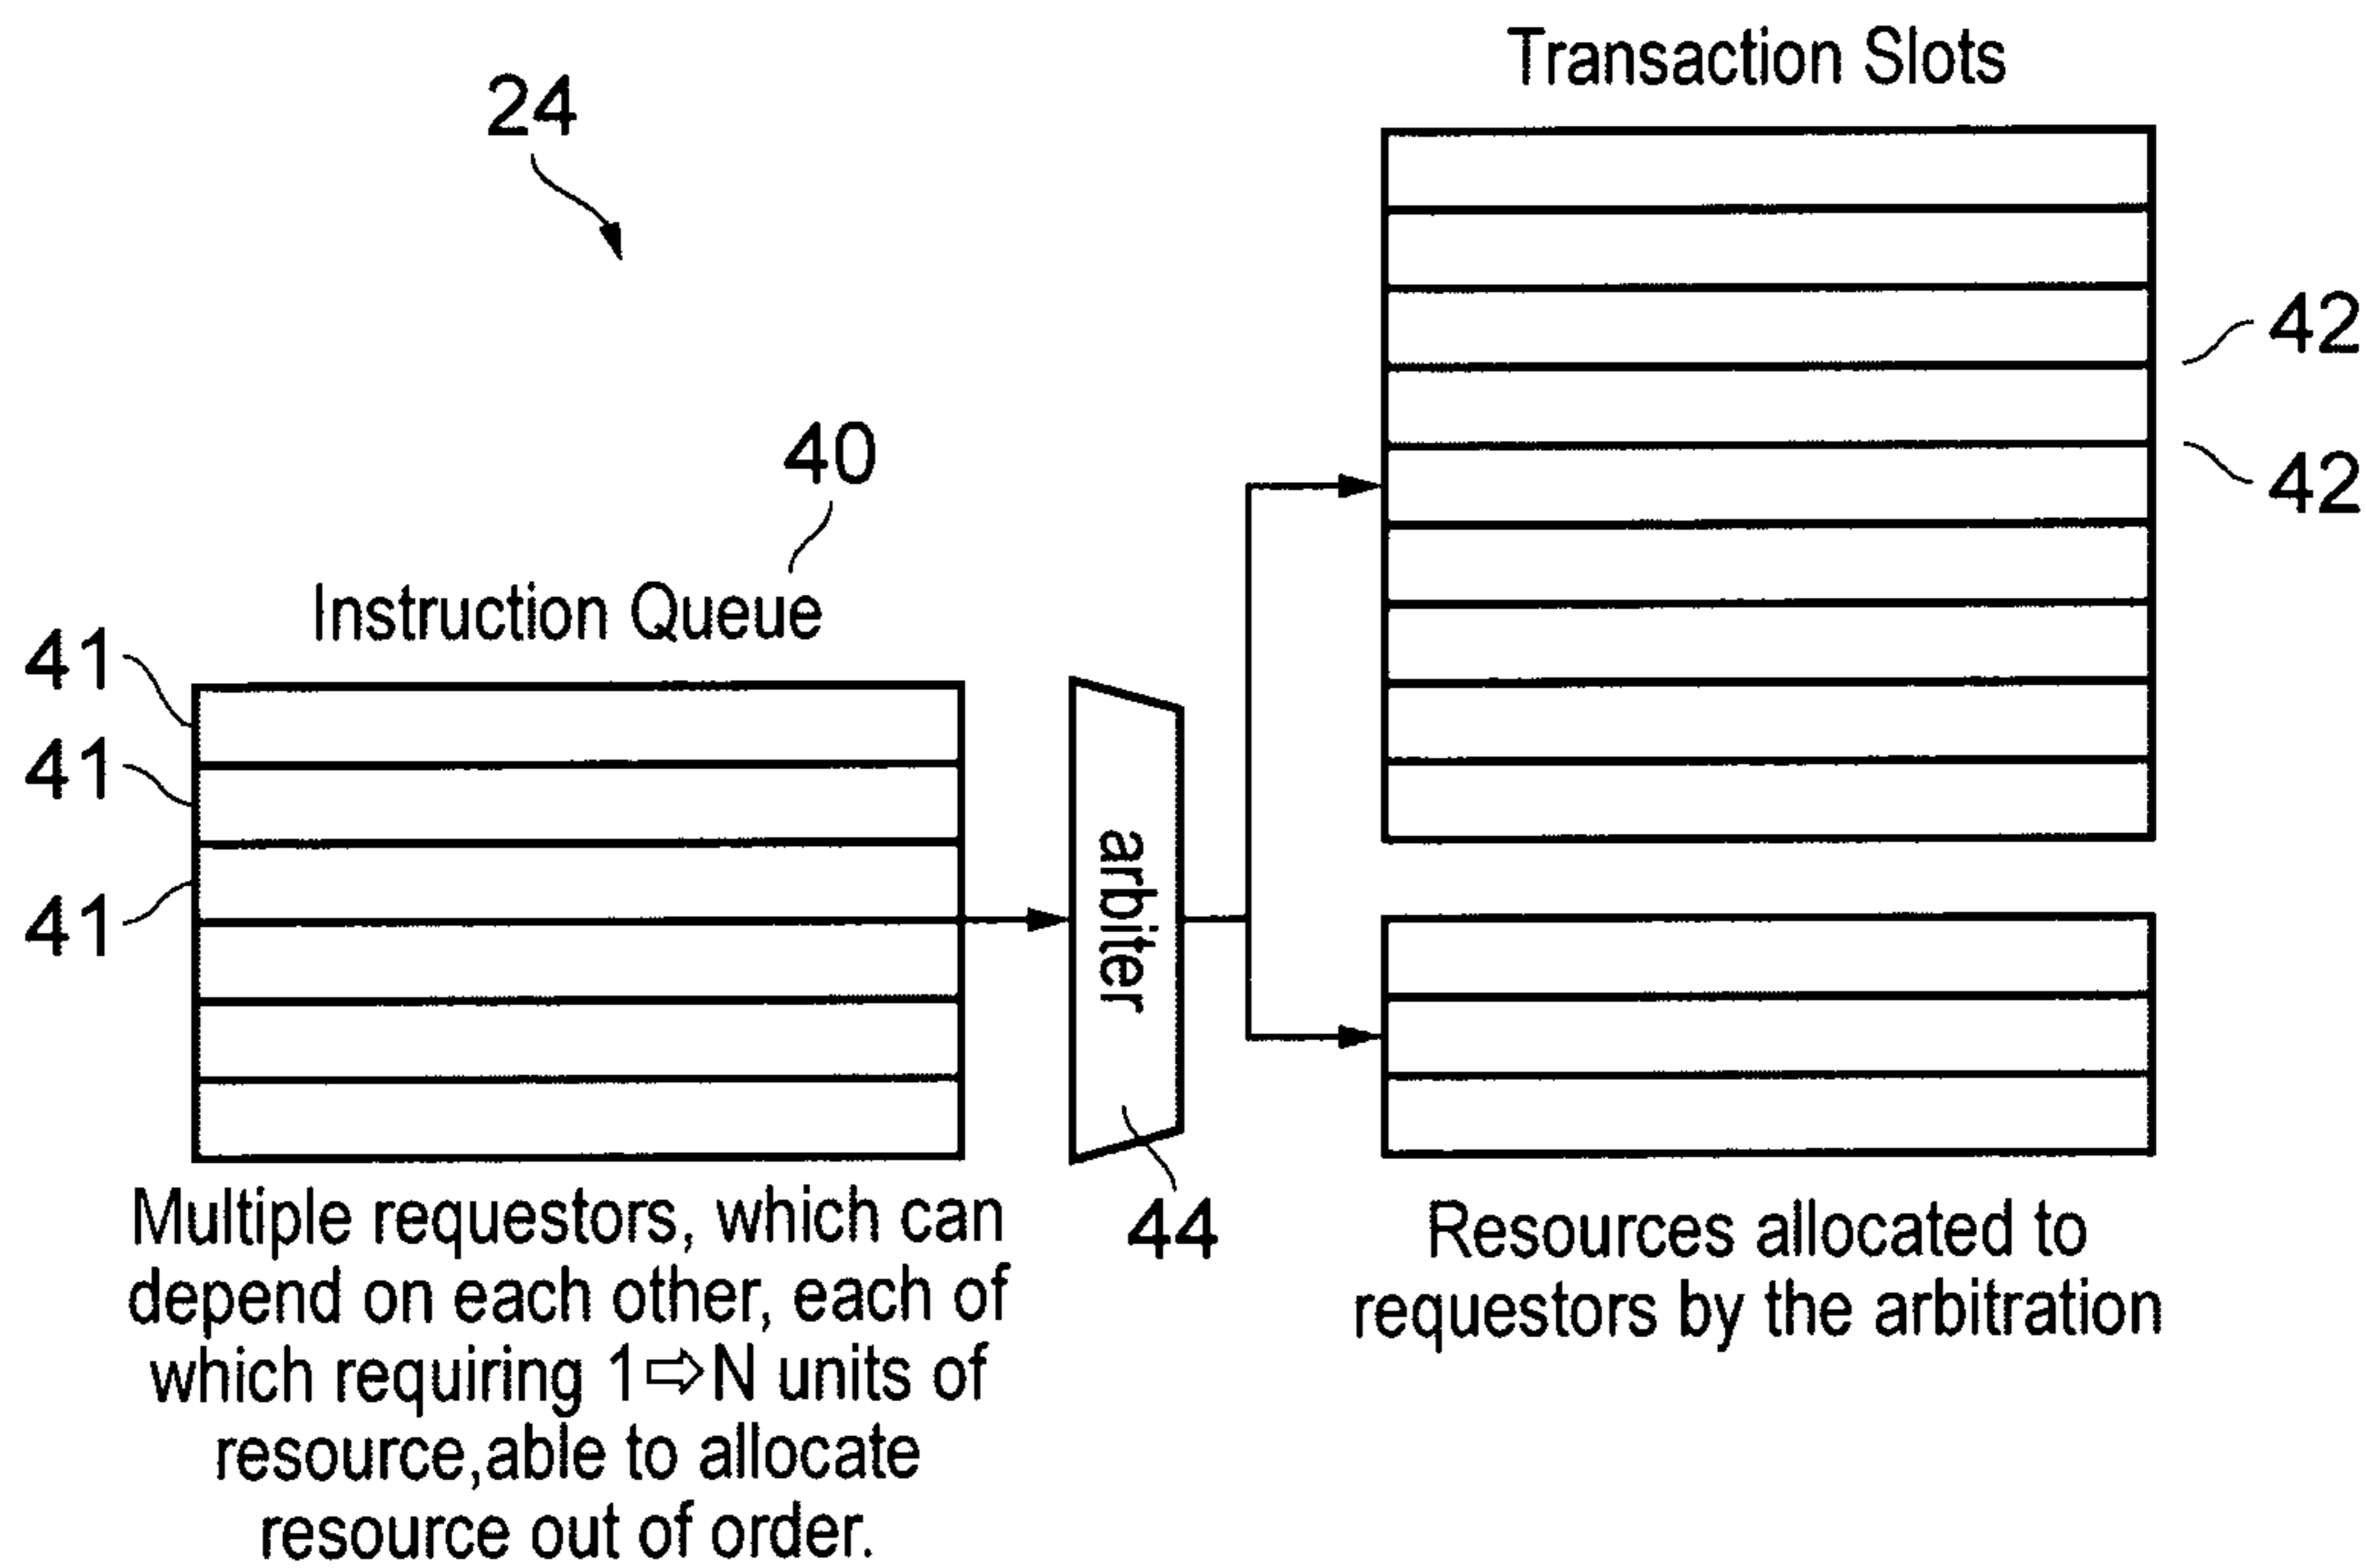 Transaction Slots
24
42
40
42
Instruction Queue
41
41
41
arbiter
44
Multiple requestors, which can
depend on each other, each of
which requiring 1⇨N units of
resource,able to allocate
resource out of order.
Resources allocated to
requestors by the arbitration